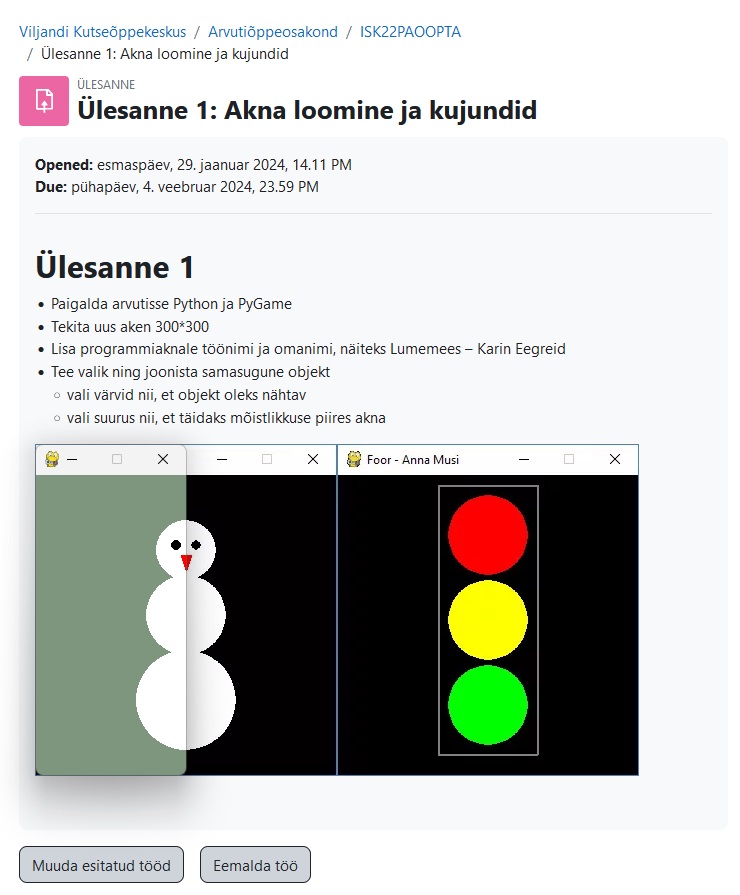 Viljandi Kutseõppekeskus / Arvutiõppeosakond / ISK22PAOOPTA
/ Ülesanne 1: Akna loomine ja kujundid
ÜLESANNE
Ülesanne 1: Akna loomine ja kujundid
Opened: esmaspäev, 29. jaanuar 2024, 14.11 PM
Due: pühapäev, 4. veebruar 2024, 23.59 PM
Ülesanne 1
Paigalda arvutisse Python ja PyGame
Tekita uus aken 300*300
Lisa programmiaknale töönimi ja omanimi, näiteks Lumemees – Karin Eegreid
Tee valik ning joonista samasugune objekt
vali värvid nii, et objekt oleks nähtav
vali suurus nii, et täidaks mõistlikkuse piires akna
Foor - Anna Musi
Muuda esitatud tööd
Eemalda töö